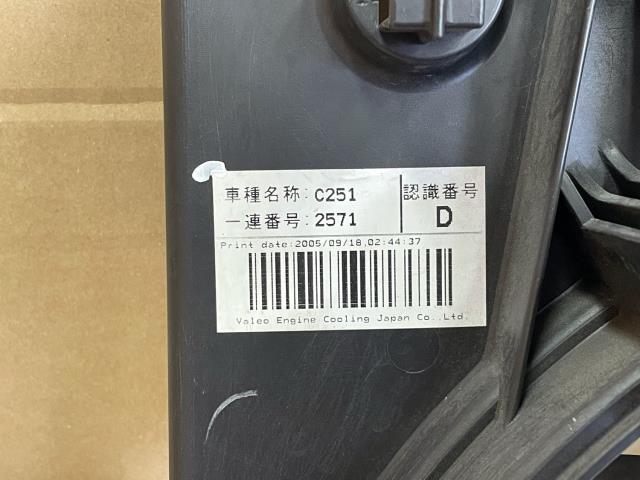 車種名称:C251
認識番号
一連番号:2571
D
Print date:2005/09/18,02:44:37
Valeo Engine Cooling Japan Co.,Ltd.